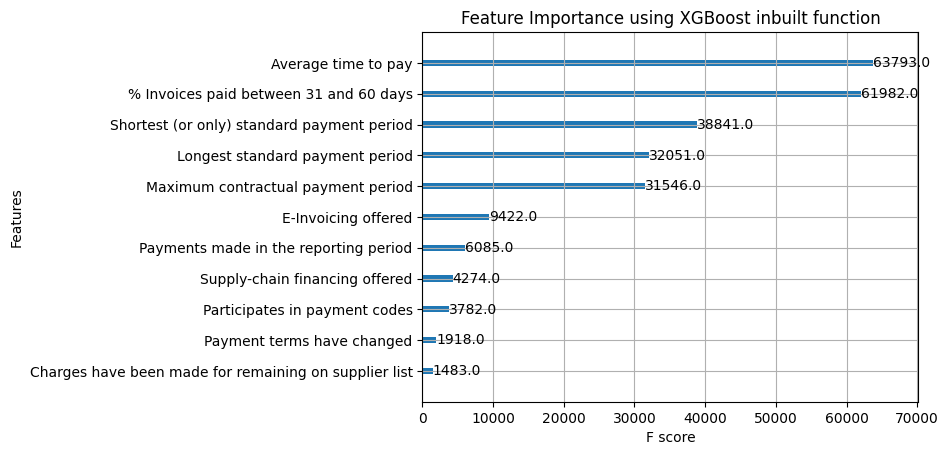 Feature Importance using XGBoost inbuilt function
Average time to pay
63793.0
% Invoices paid between 31 and 60 days
61982.0
Shortest (or only) standard payment period
38841.0
Longest standard payment period
32051.0
Maximum contractual payment period
31546.0
E-Invoicing offered
9422.0
Payments made in the reporting period
6085.0
Supply-chain financing offered
4274.0
Participates in payment codes
3782.0
Payment terms have changed
1918.0
Charges have been made for remaining on supplier list
1483.0
Features
0 10000 20000 30000 40000 50000 60000 70000
F score